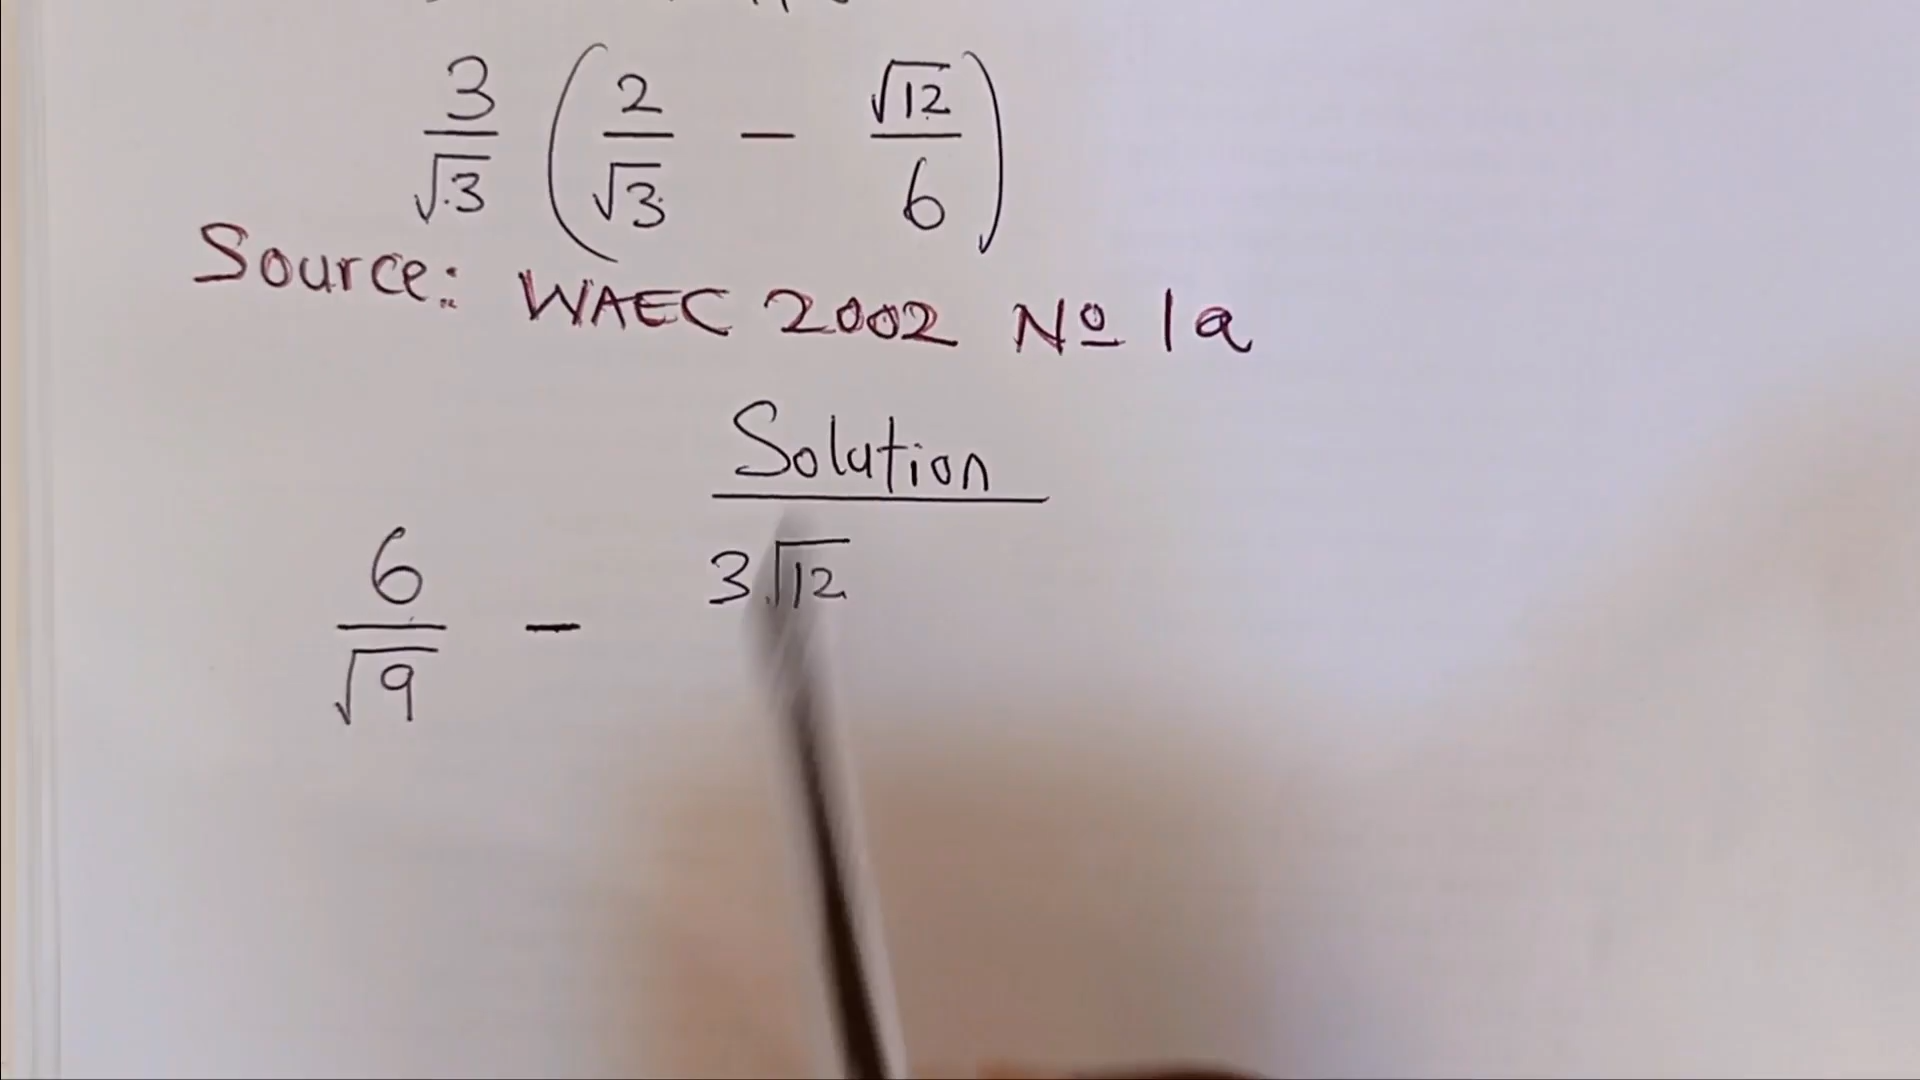 3/√3 (2/√3 − √12/6)
Source: WAEC 2002 No 1a
Solution
6/√9 − 3√12